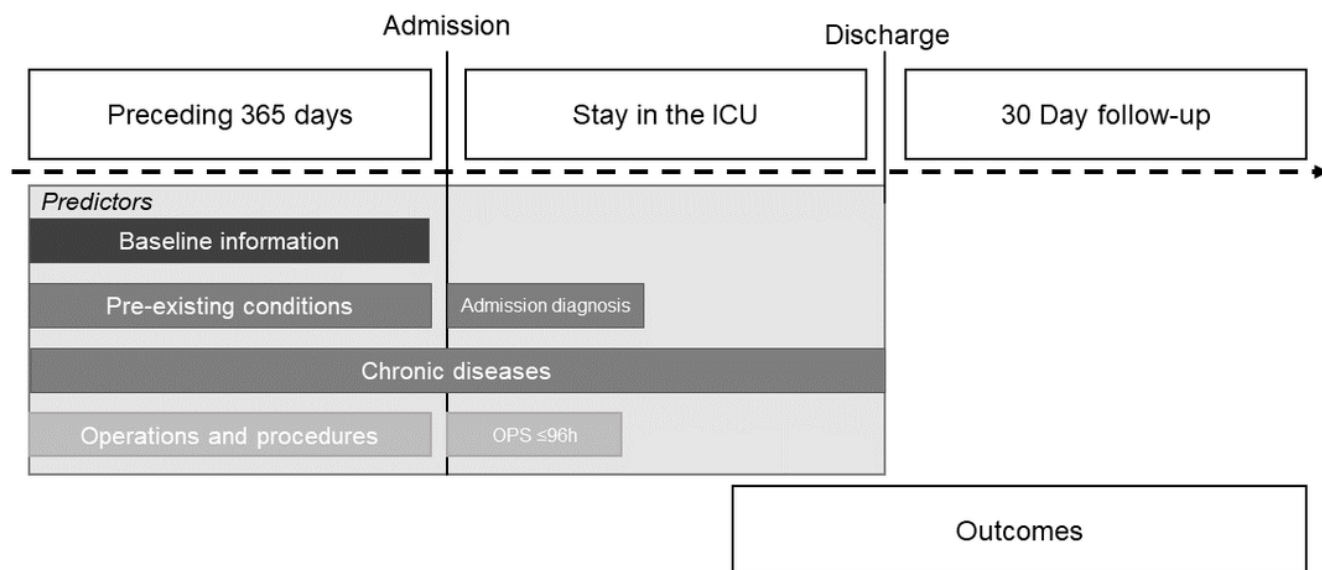 Admission
Discharge
Preceding 365 days
Stay in the ICU
30 Day follow-up
Predictors
Baseline information
Pre-existing conditions
Admission diagnosis
Chronic diseases
Operations and procedures
OPS ≤96h
Outcomes